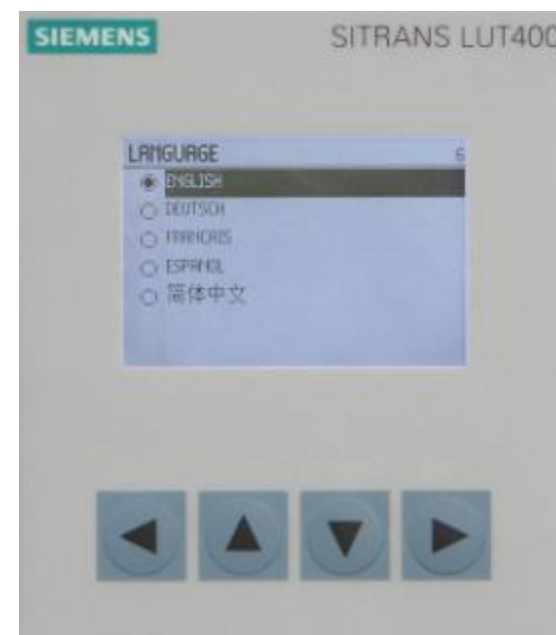 SIEMENS
SITRANS LUT400
LANGUAGE 6
ENGLISH
DEUTSCH
FRANCAIS
ESPANOL
简体中文